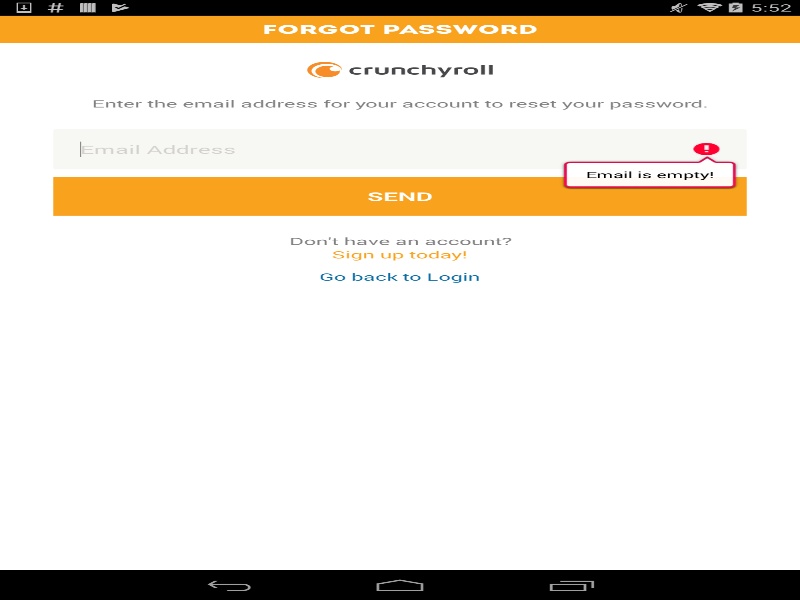 5:52
FORGOT PASSWORD
crunchyroll
Enter the email address for your account to reset your password.
Email Address
Email is empty!
SEND
Don't have an account?
Sign up today!
Go back to Login